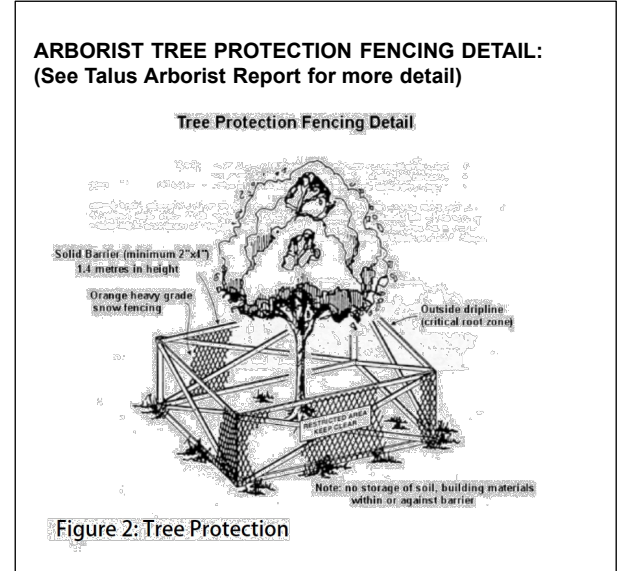 ARBORIST TREE PROTECTION FENCING DETAIL:
(See Talus Arborist Report for more detail)
Tree Protection Fencing Detail
Solid Barrier (minimum 2"x4")
1.4 metres in height
Orange heavy grade
snow fencing
Outside dripline
(critical root zone)
RESTRICTED AREA
KEEP CLEAR
Note: no storage of soil, building materials
within or against barrier
Figure 2: Tree Protection